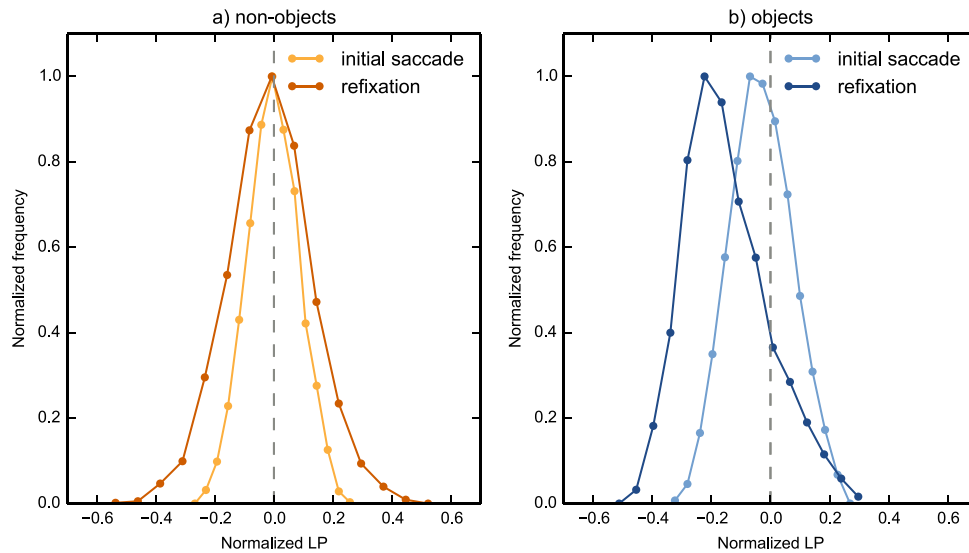 a) non-objects
initial saccade
refixation
Normalized frequency
1.0
0.8
0.6
0.4
0.2
0.0
−0.6 −0.4 −0.2 0.0 0.2 0.4 0.6
Normalized LP
b) objects
initial saccade
refixation
Normalized frequency
1.0
0.8
0.6
0.4
0.2
0.0
−0.6 −0.4 −0.2 0.0 0.2 0.4 0.6
Normalized LP